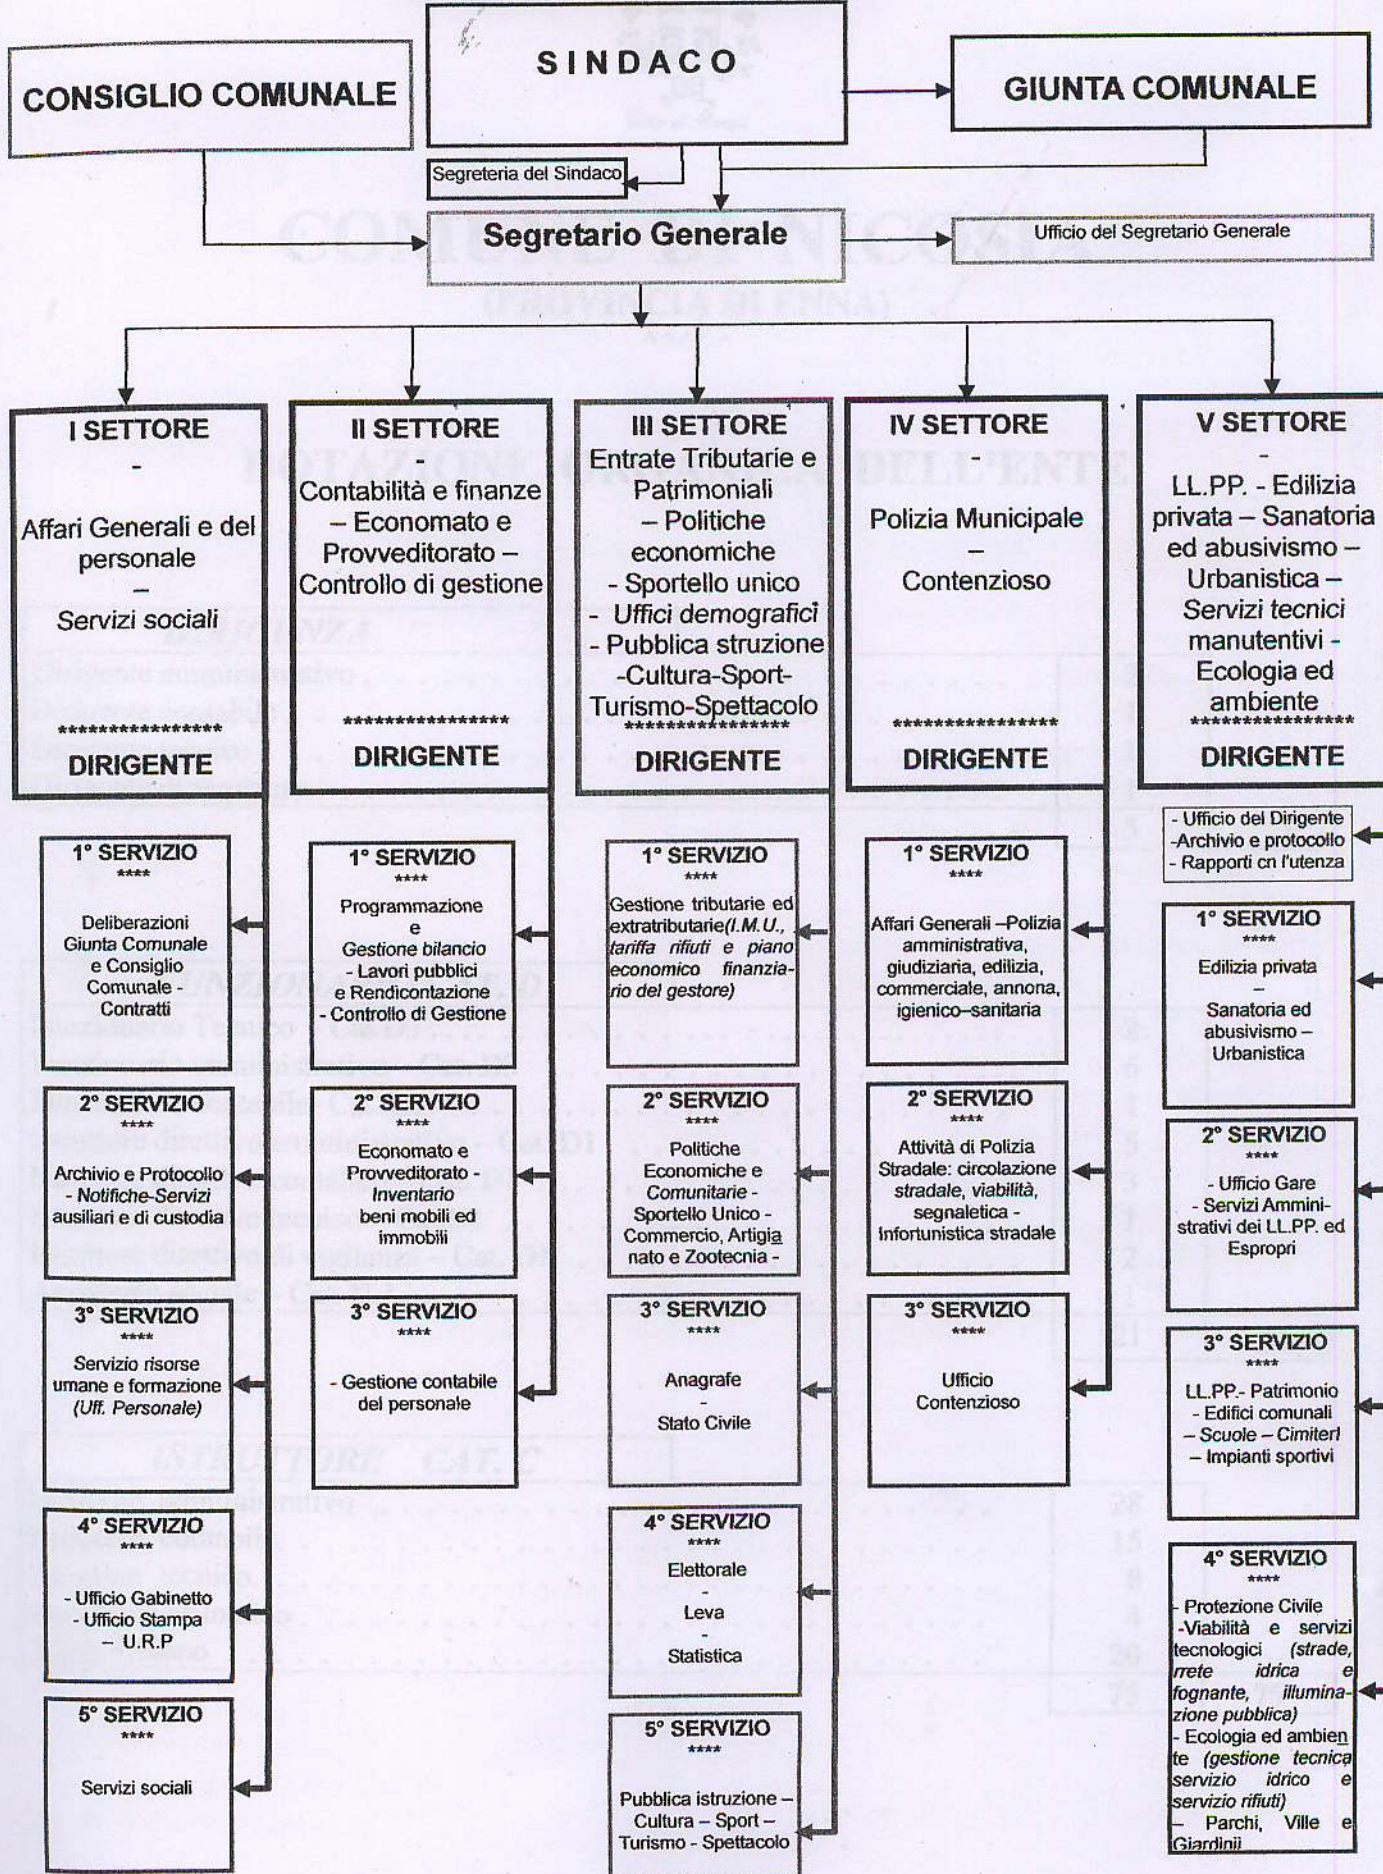 CONSIGLIO COMUNALE
SINDACO
GIUNTA COMUNALE
Segreteria del Sindaco
Segretario Generale
Ufficio del Segretario Generale
COMUNE DI NICOSIA
(PROVINCIA DI ENNA)
I SETTORE
-
Affari Generali e del
personale
–
Servizi sociali
****************
DIRIGENTE
1° SERVIZIO
****
Deliberazioni
Giunta Comunale
e Consiglio
Comunale -
Contratti
2° SERVIZIO
****
Archivio e Protocollo
- Notifiche-Servizi
ausiliari e di custodia
3° SERVIZIO
****
Servizio risorse
umane e formazione
(Uff. Personale)
4° SERVIZIO
****
- Ufficio Gabinetto
- Ufficio Stampa
– U.R.P
5° SERVIZIO
****
Servizi sociali
II SETTORE
-
Contabilità e finanze
– Economato e
Provveditorato –
Controllo di gestione
****************
DIRIGENTE
1° SERVIZIO
****
Programmazione
e
Gestione bilancio
- Lavori pubblici
e Rendicontazione
- Controllo di Gestione
2° SERVIZIO
****
Economato e
Provveditorato -
Inventario
beni mobili ed
immobili
3° SERVIZIO
****
- Gestione contabile
del personale
III SETTORE
Entrate Tributarie e
Patrimoniali
– Politiche
economiche
- Sportello unico
- Uffici demografici
- Pubblica struzione
-Cultura-Sport-
Turismo-Spettacolo
****************
DIRIGENTE
1° SERVIZIO
****
Gestione tributarie ed
extratributarie(I.M.U.,
tariffa rifiuti e piano
economico finanzia-
rio del gestore)
2° SERVIZIO
****
Politiche
Economiche e
Comunitarie -
Sportello Unico -
Commercio, Artigia
nato e Zootecnia -
3° SERVIZIO
****
Anagrafe
-
Stato Civile
4° SERVIZIO
****
Elettorale
-
Leva
-
Statistica
5° SERVIZIO
****
Pubblica istruzione –
Cultura – Sport –
Turismo - Spettacolo
IV SETTORE
-
Polizia Municipale
–
Contenzioso
****************
DIRIGENTE
1° SERVIZIO
****
Affari Generali –Polizia
amministrativa,
giudiziaria, edilizia,
commerciale, annona,
igienico–sanitaria
2° SERVIZIO
****
Attività di Polizia
Stradale: circolazione
stradale, viabilità,
segnaletica -
Infortunistica stradale
3° SERVIZIO
****
Ufficio
Contenzioso
V SETTORE
-
LL.PP. - Edilizia
privata – Sanatoria
ed abusivismo –
Urbanistica –
Servizi tecnici
manutentivi -
Ecologia ed
ambiente
****************
DIRIGENTE
- Ufficio del Dirigente
-Archivio e protocollo
- Rapporti cn l'utenza
1° SERVIZIO
****
Edilizia privata
–
Sanatoria ed
abusivismo –
Urbanistica
2° SERVIZIO
****
- Ufficio Gare
- Servizi Ammini-
strativi dei LL.PP. ed
Espropri
3° SERVIZIO
****
LL.PP.- Patrimonio
- Edifici comunali
– Scuole – Cimiteri
– Impianti sportivi
4° SERVIZIO
****
- Protezione Civile
-Viabilità e servizi
tecnologici (strade,
rrete idrica e
fognante, illumina-
zione pubblica)
- Ecologia ed ambien
te (gestione tecnica
servizio idrico e
servizio rifiuti)
– Parchi, Ville e
Giardinii